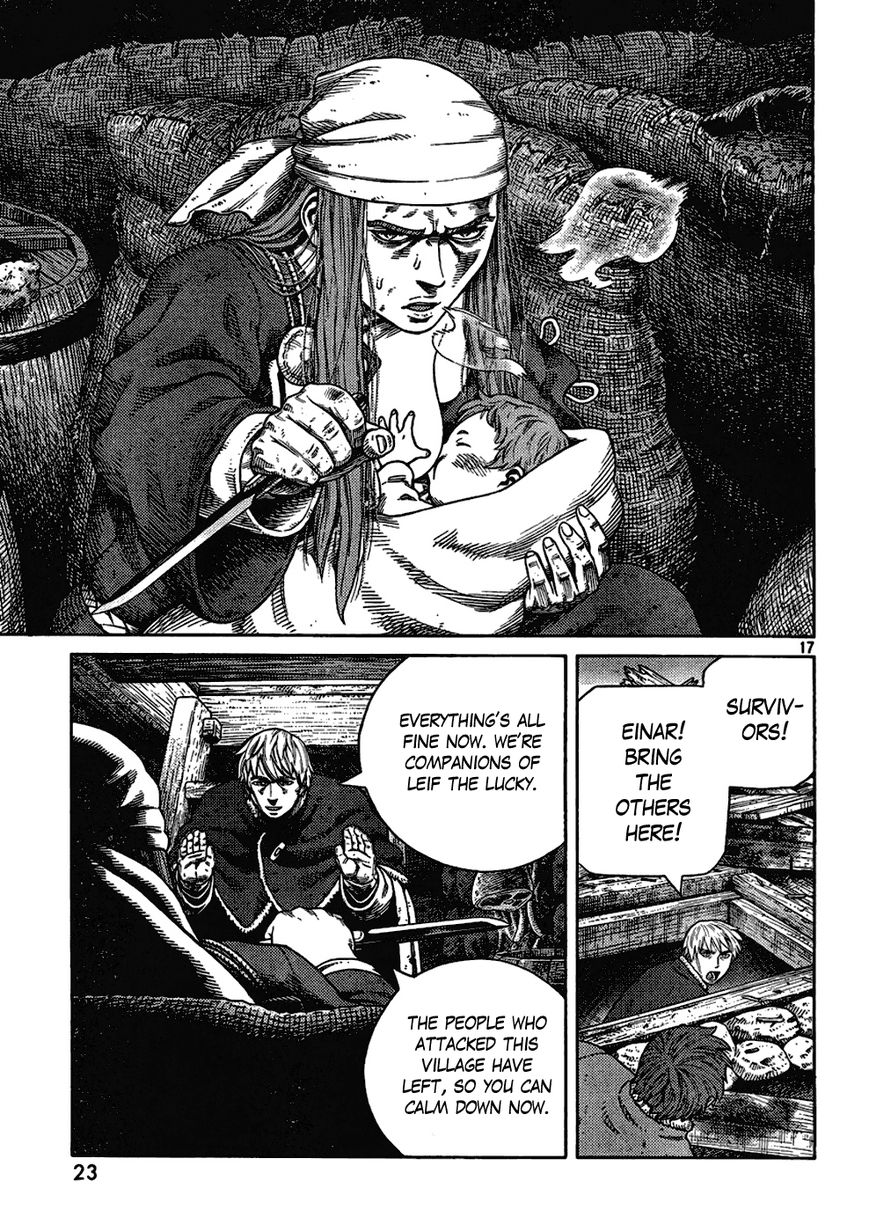 17
SURVIV-
ORS!
EINAR!
BRING
THE
OTHERS
HERE!
EVERYTHING'S ALL
FINE NOW. WE'RE
COMPANIONS OF
LEIF THE LUCKY.
THE PEOPLE WHO
ATTACKED THIS
VILLAGE HAVE
LEFT, SO YOU CAN
CALM DOWN NOW.
23